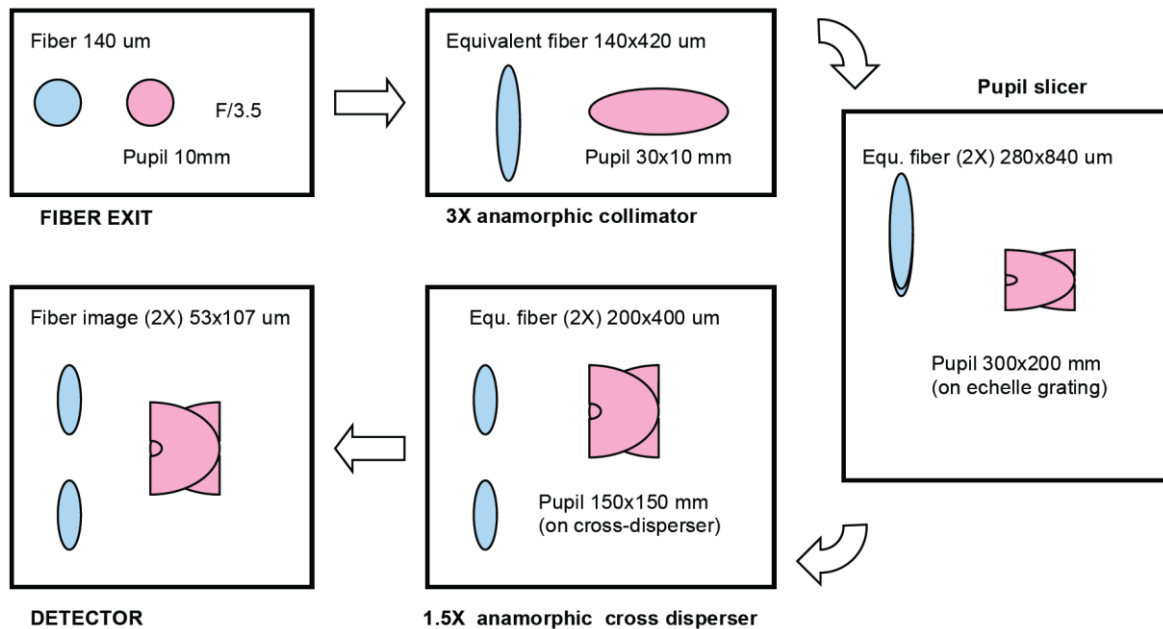 Fiber 140 um
F/3.5
Pupil 10mm
FIBER EXIT
Equivalent fiber 140x420 um
Pupil 30x10 mm
3X anamorphic collimator
Pupil slicer
Equ. fiber (2X) 280x840 um
Pupil 300x200 mm
(on echelle grating)
Equ. fiber (2X) 200x400 um
Pupil 150x150 mm
(on cross-disperser)
1.5X anamorphic cross disperser
Fiber image (2X) 53x107 um
DETECTOR